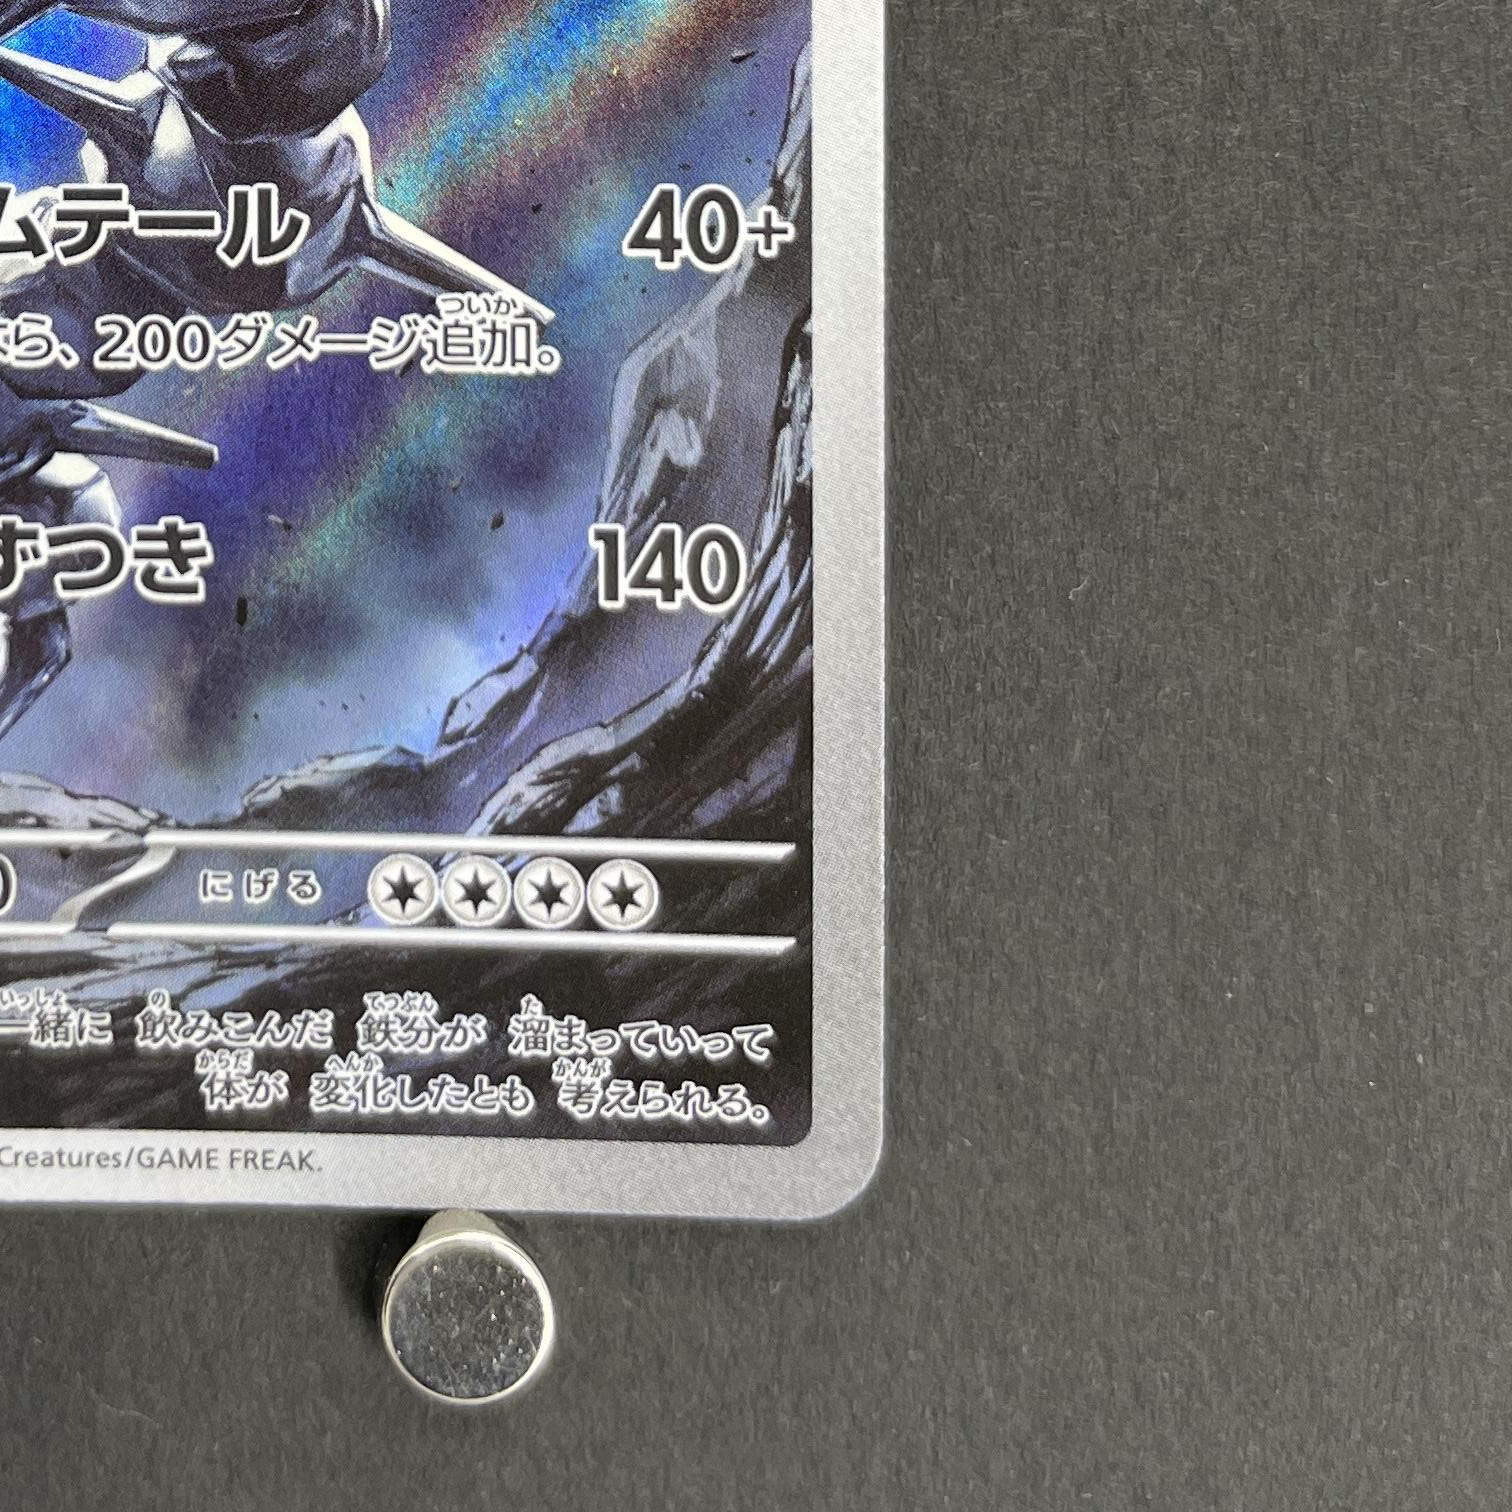 ムテール 40+
ら、200ダメージ追加。
ずつき 140
0 にげる
一緒に 飲みこんだ 鉄分が 溜まっていって
体が 変化したとも 考えられる。
Creatures/GAME FREAK.